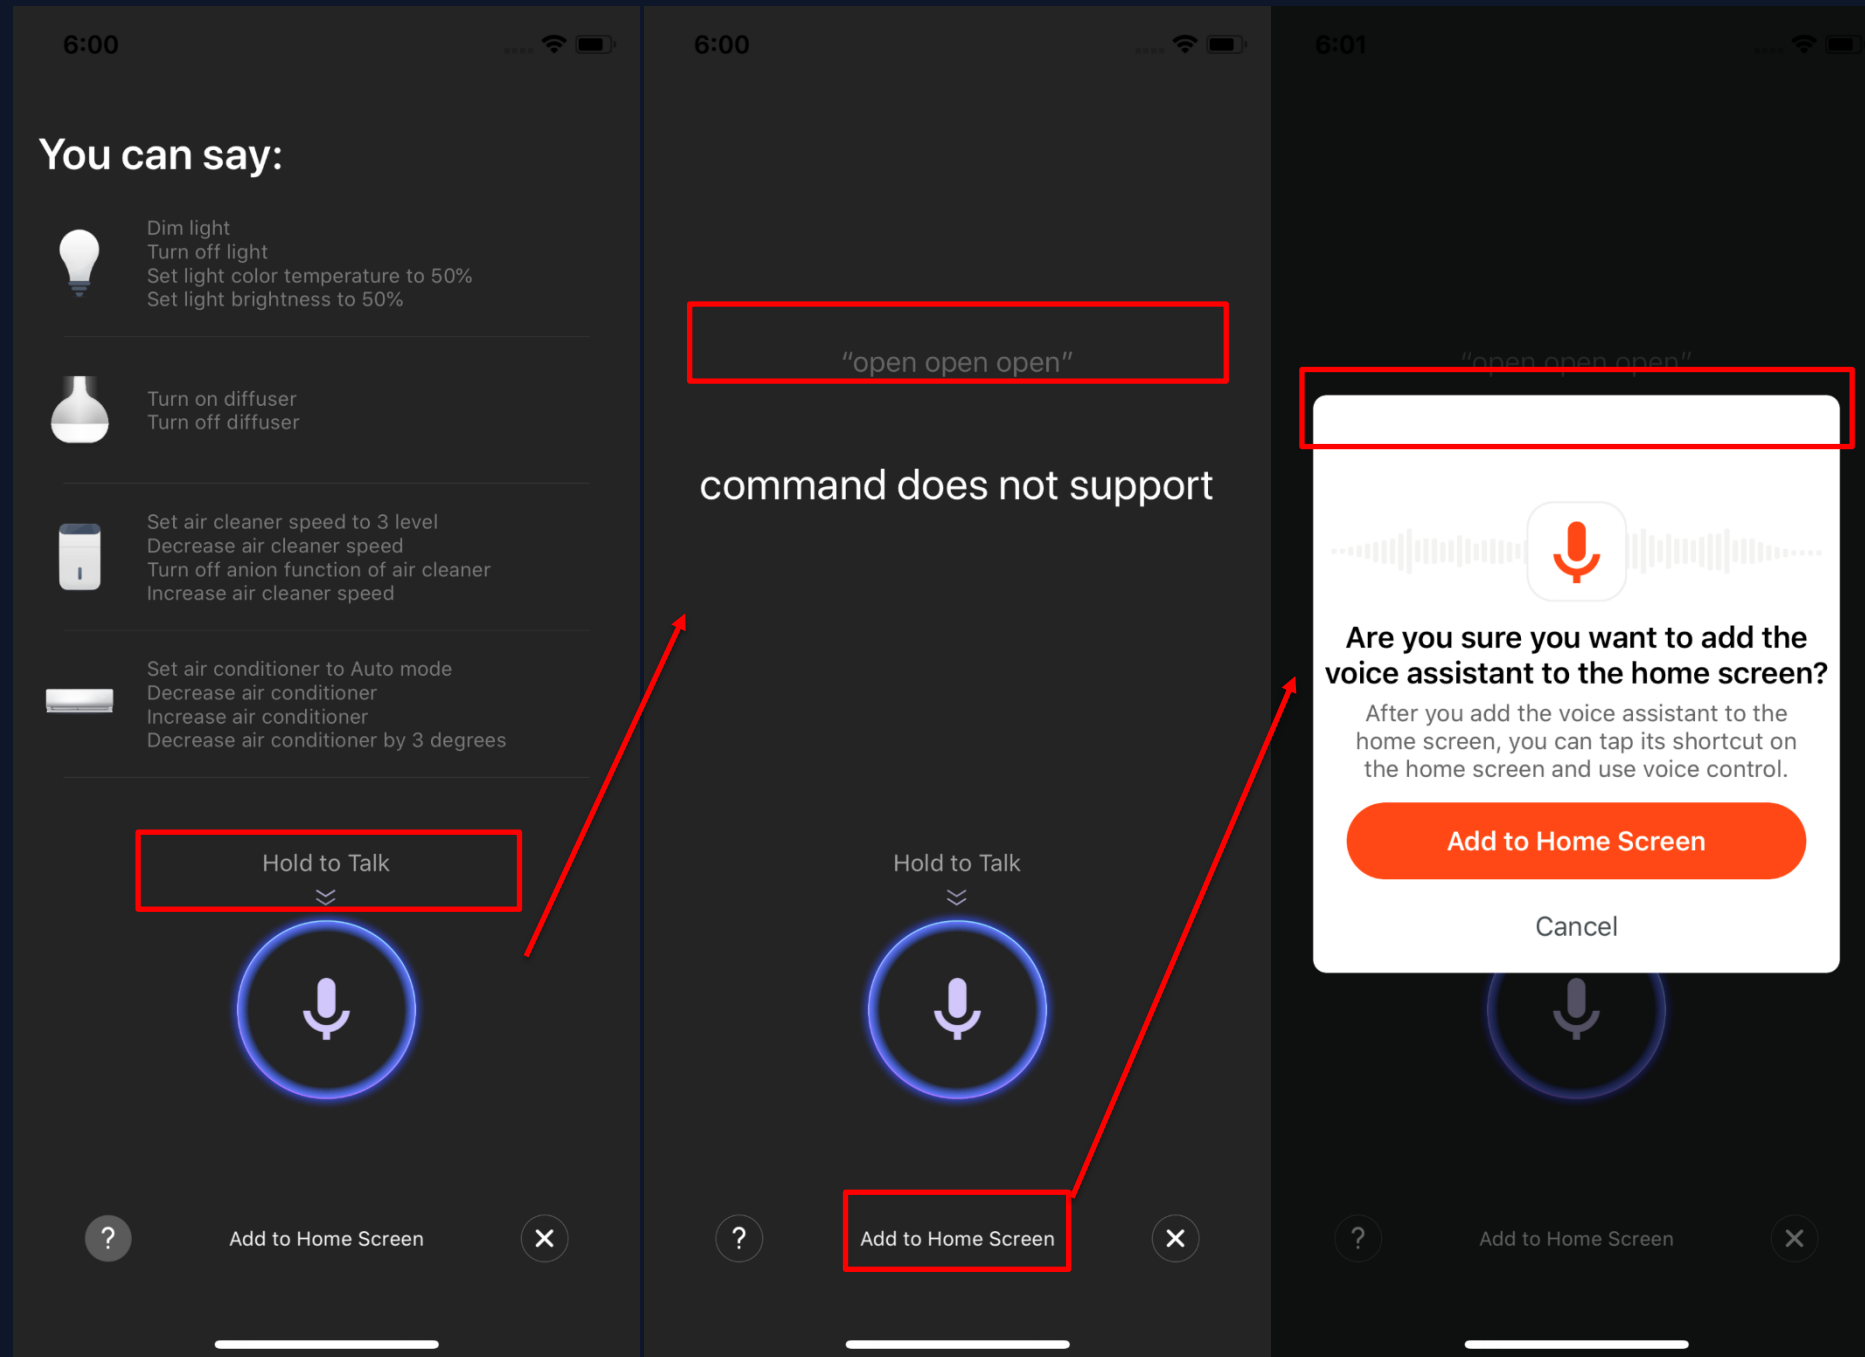 6:00
You can say:
Dim light
Turn off light
Set light color temperature to 50%
Set light brightness to 50%
Turn on diffuser
Turn off diffuser
Set air cleaner speed to 3 level
Decrease air cleaner speed
Turn off anion function of air cleaner
Increase air cleaner speed
Set air conditioner to Auto mode
Decrease air conditioner
Increase air conditioner
Decrease air conditioner by 3 degrees
Hold to Talk
?
Add to Home Screen
6:00
“open open open”
command does not support
Hold to Talk
?
Add to Home Screen
6:01
“open open open”
Are you sure you want to add the
voice assistant to the home screen?
After you add the voice assistant to the
home screen, you can tap its shortcut on
the home screen and use voice control.
Add to Home Screen
Cancel
?
Add to Home Screen